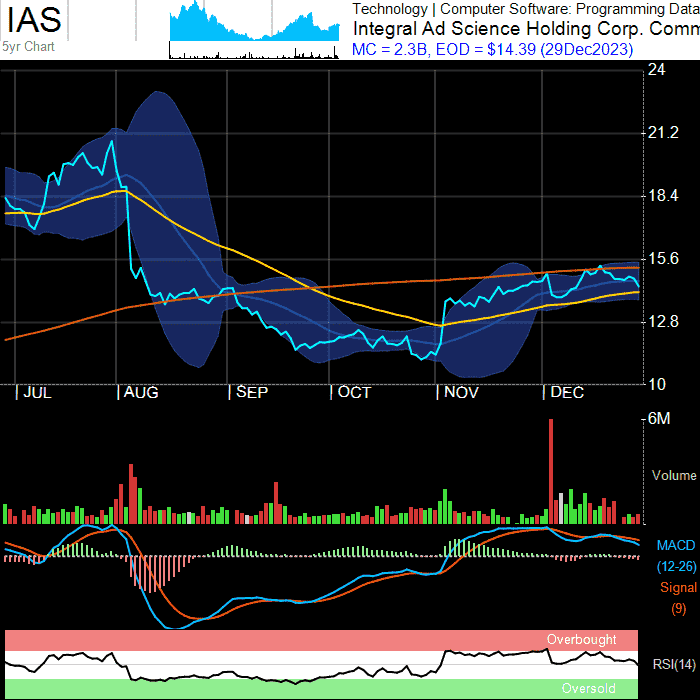 IAS
5yr Chart
Technology | Computer Software: Programming Data
Integral Ad Science Holding Corp. Comm
MC = 2.3B, EOD = $14.39 (29Dec2023)
24
21.2
18.4
15.6
12.8
10
JUL
AUG
SEP
OCT
NOV
DEC
6M
Volume
MACD
(12-26)
Signal
(9)
Overbought
RSI(14)
Oversold